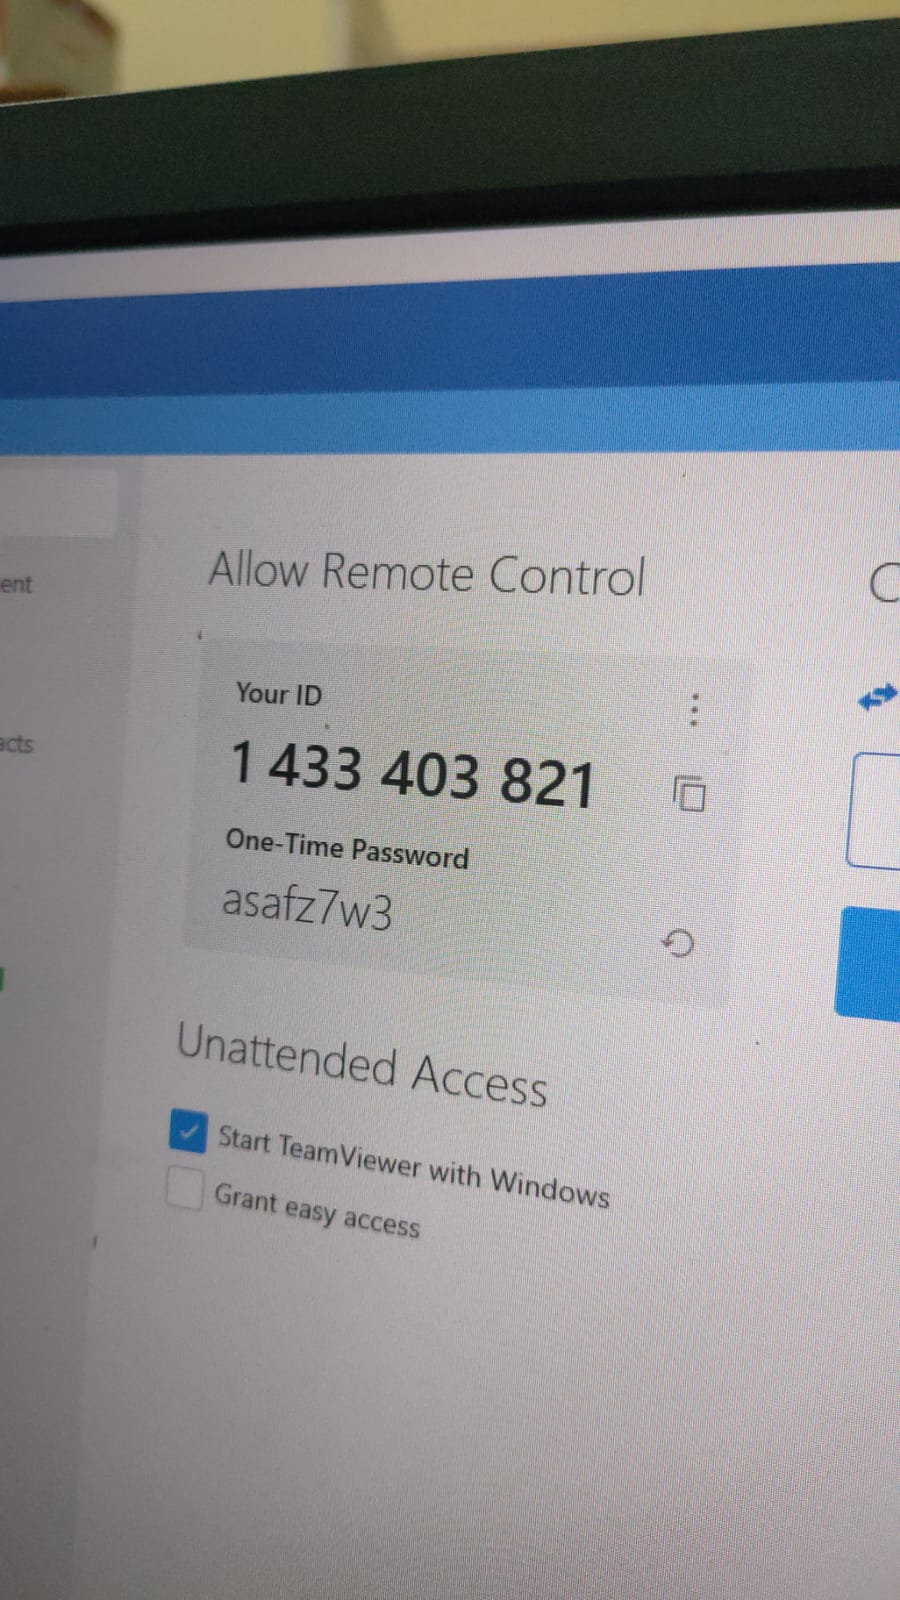 ent
acts
Allow Remote Control
Your ID
1 433 403 821
One-Time Password
asafz7w3
Unattended Access
Start TeamViewer with Windows
Grant easy access
C